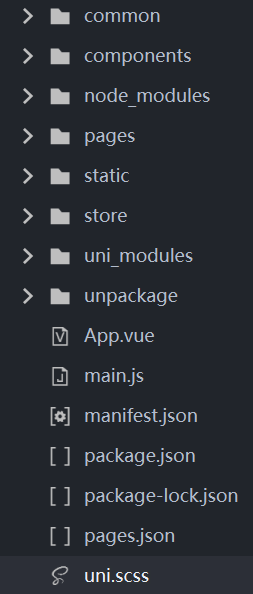 common
components
node_modules
pages
static
store
uni_modules
unpackage
App.vue
main.js
manifest.json
package.json
package-lock.json
pages.json
uni.scss